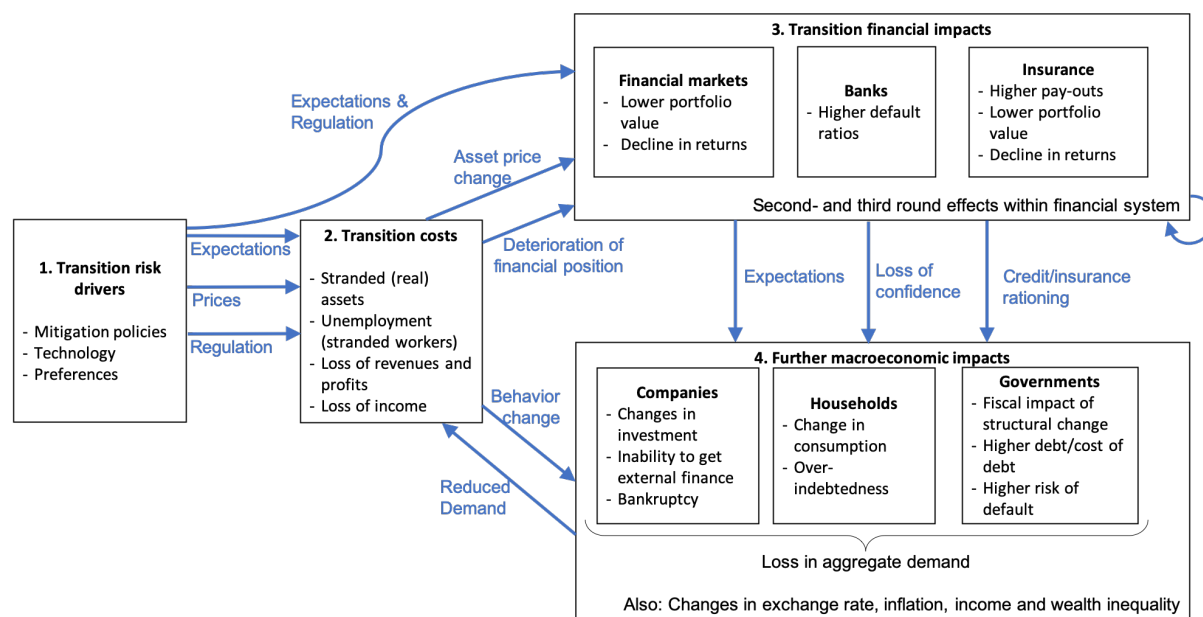 3. Transition financial impacts
Financial markets
- Lower portfolio
value
- Decline in returns
Banks
- Higher default
ratios
Insurance
- Higher pay-outs
- Lower portfolio
value
- Decline in returns
Second- and third round effects within financial system
Expectations &
Regulation
Asset price
change
Deterioration of
financial position
1. Transition risk
drivers
- Mitigation policies
- Technology
- Preferences
Expectations
Prices
Regulation
2. Transition costs
- Stranded (real)
assets
- Unemployment
(stranded workers)
- Loss of revenues and
profits
- Loss of income
Expectations
Loss of
confidence
Credit/insurance
rationing
Behavior
change
Reduced
Demand
4. Further macroeconomic impacts
Companies
- Changes in
investment
- Inability to get
external finance
- Bankruptcy
Households
- Change in
consumption
- Over-
indebtedness
Governments
- Fiscal impact of
structural change
- Higher debt/cost of
debt
- Higher risk of
default
Loss in aggregate demand
Also: Changes in exchange rate, inflation, income and wealth inequality